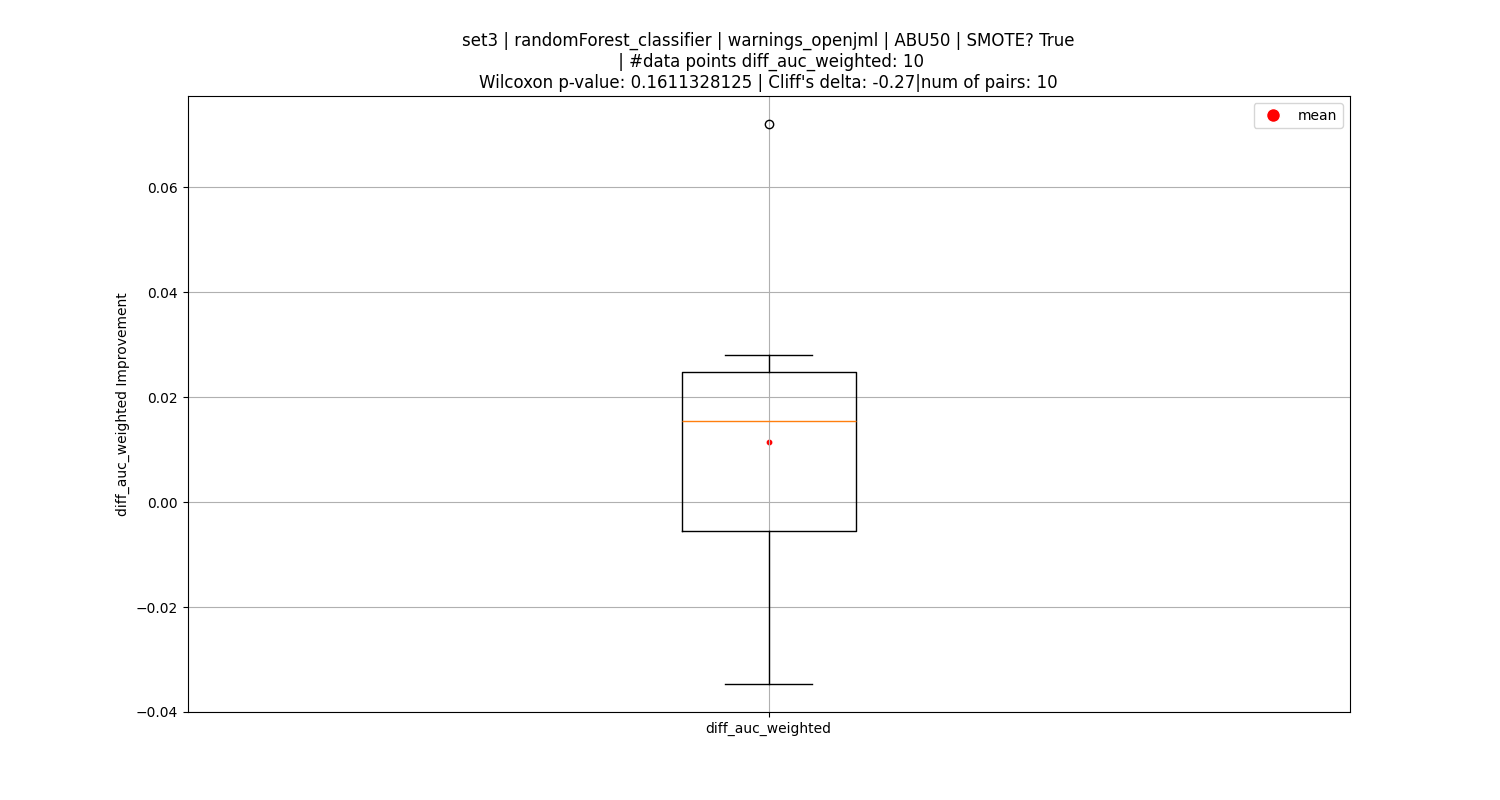 set3 | randomForest_classifier | warnings_openjml | ABU50 | SMOTE? True
| #data points diff_auc_weighted: 10
Wilcoxon p-value: 0.1611328125 | Cliff's delta: -0.27|num of pairs: 10
mean
0.06
0.04
0.02
0.00
−0.02
−0.04
diff_auc_weighted Improvement
diff_auc_weighted